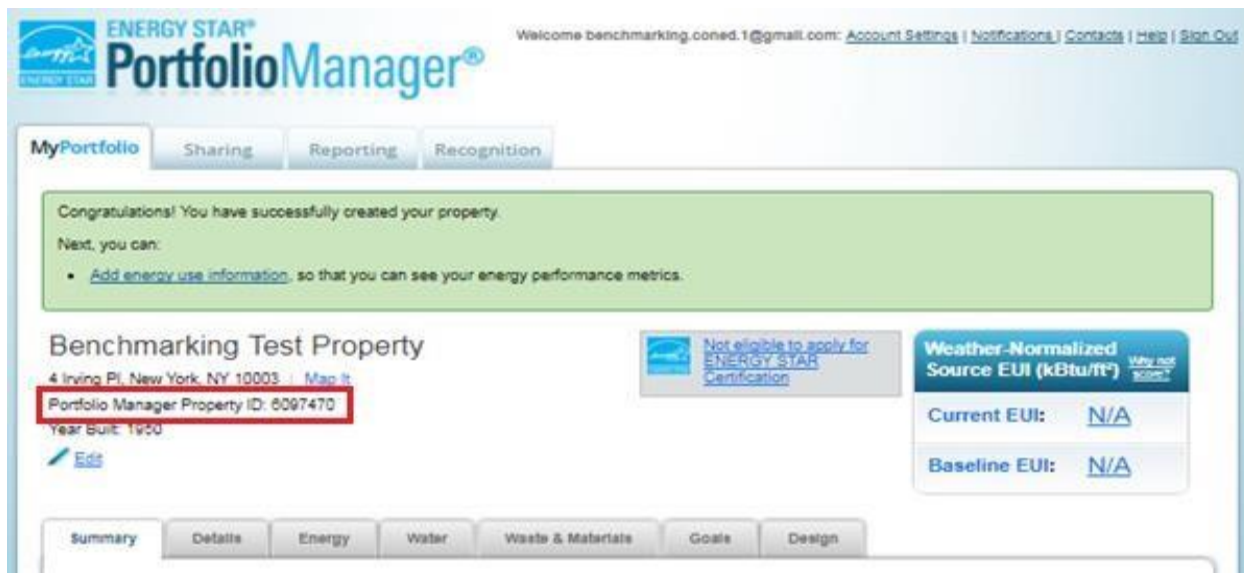 ENERGY STAR®
PortfolioManager®
ENERGY STAR
Welcome benchmarking.coned.1@gmail.com: Account Settings | Notifications | Contacts | Help | Sign Out
MyPortfolio
Sharing
Reporting
Recognition
Congratulations! You have successfully created your property.
Next, you can:
• Add energy use information, so that you can see your energy performance metrics.
Benchmarking Test Property
4 Irving Pl, New York, NY 10003 | Map It
Portfolio Manager Property ID: 6097470
Year Built: 1950
Edit
Not eligible to apply for
ENERGY STAR
Certification
Weather-Normalized
Source EUI (kBtu/ft²)
Why not
score?
Current EUI: N/A
Baseline EUI: N/A
Summary
Details
Energy
Water
Waste & Materials
Goals
Design